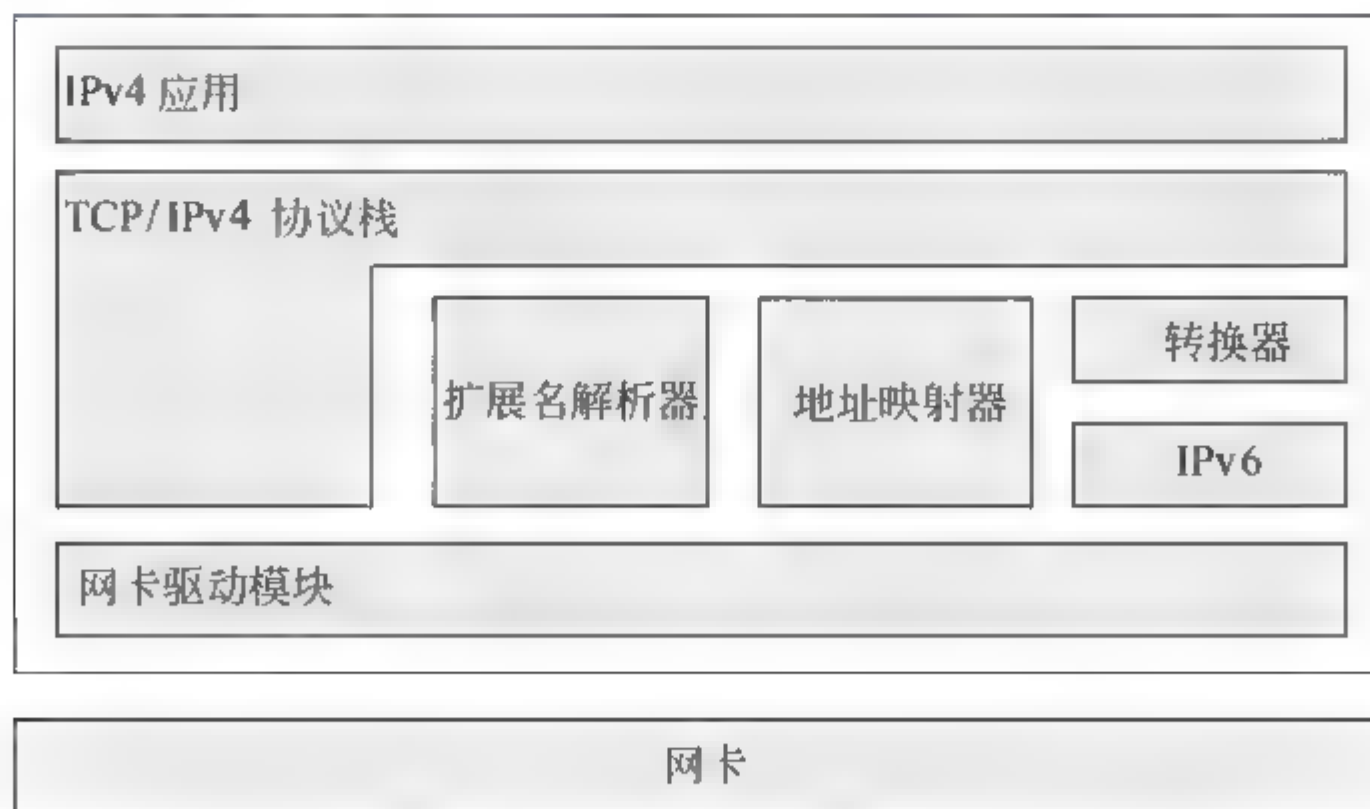 IPv4 应用
TCP/IPv4 协议栈
扩展名解析器
地址映射器
转换器
IPv6
网卡驱动模块
网卡